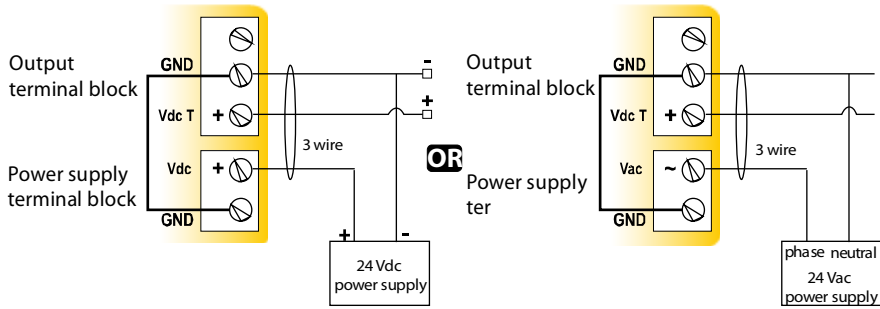 Output
terminal block
GND
-
Vdc T
+
+
3 wire
Power supply
terminal block
Vdc
+
GND
+
-
24 Vdc
power supply
OR
Output
terminal block
GND
Vdc T
+
3 wire
Power supply
ter
Vac
~
GND
phase neutral
24 Vac
power supply